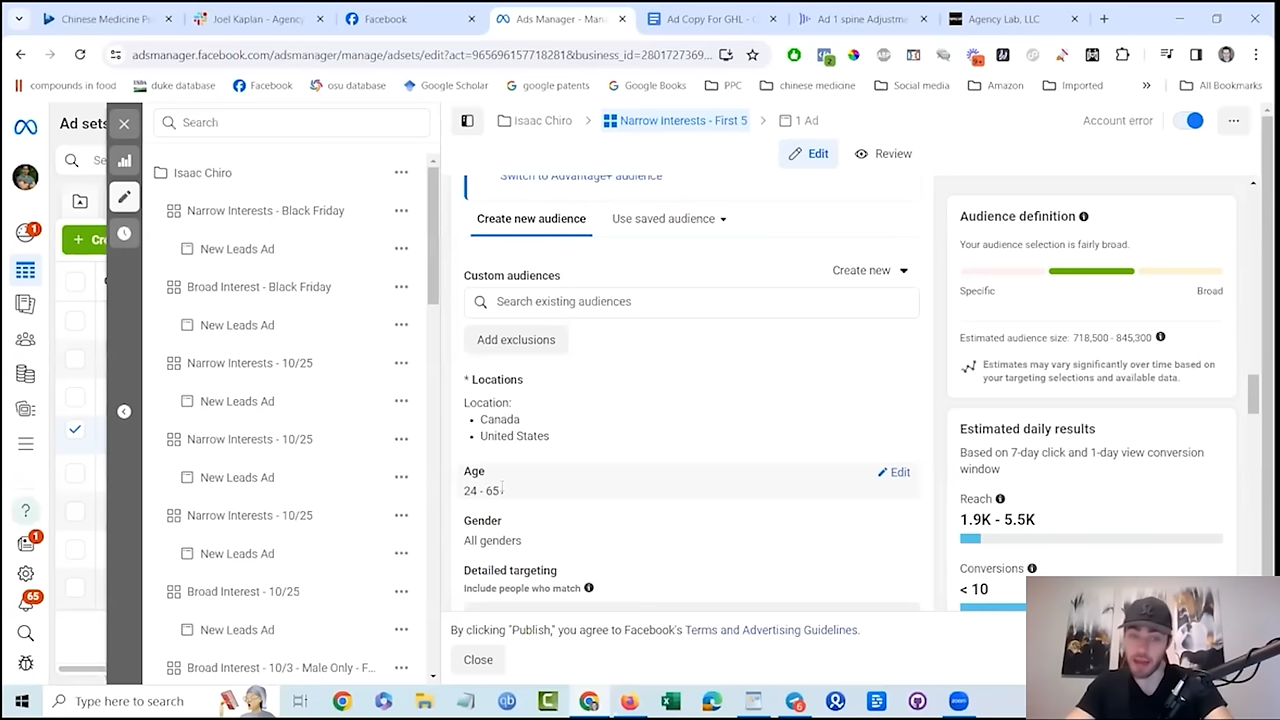 Chinese Medicine Ps
Joel Kaplan - Agency
Facebook
Ads Manager - Mana
Ad Copy For GHL - G
Ad 1 spine Adjustme
Agency Lab, LLC
adsmanager.facebook.com/adsmanager/manage/adsets/edit?act=965696157718281&business_id=2801727369...
compounds in food
duke database
Facebook
osu database
Google Scholar
google patents
Google Books
PPC
chinese medicine
Social media
Amazon
Imported
All Bookmarks
Ad sets
Search
Isaac Chiro
Narrow Interests - First 5
1 Ad
Account error
Edit
Review
Se
Cre
Isaac Chiro
Narrow Interests - Black Friday
New Leads Ad
Broad Interest - Black Friday
New Leads Ad
Narrow Interests - 10/25
New Leads Ad
Narrow Interests - 10/25
New Leads Ad
Narrow Interests - 10/25
New Leads Ad
Broad Interest - 10/25
New Leads Ad
Broad Interest - 10/3 - Male Only - F...
Switch to Advantage+ audience
Create new audience
Use saved audience
Custom audiences
Create new
Search existing audiences
Add exclusions
* Locations
Location:
• Canada
• United States
Age
Edit
24 - 65
Gender
All genders
Detailed targeting
Include people who match
By clicking "Publish," you agree to Facebook's Terms and Advertising Guidelines.
Close
Audience definition
Your audience selection is fairly broad.
Specific
Broad
Estimated audience size: 718,500 - 845,300
Estimates may vary significantly over time based on
your targeting selections and available data.
Estimated daily results
Based on 7-day click and 1-day view conversion
window
Reach
1.9K - 5.5K
Conversions
< 10
1
1
65
2
9+
Type here to search
6
zoom